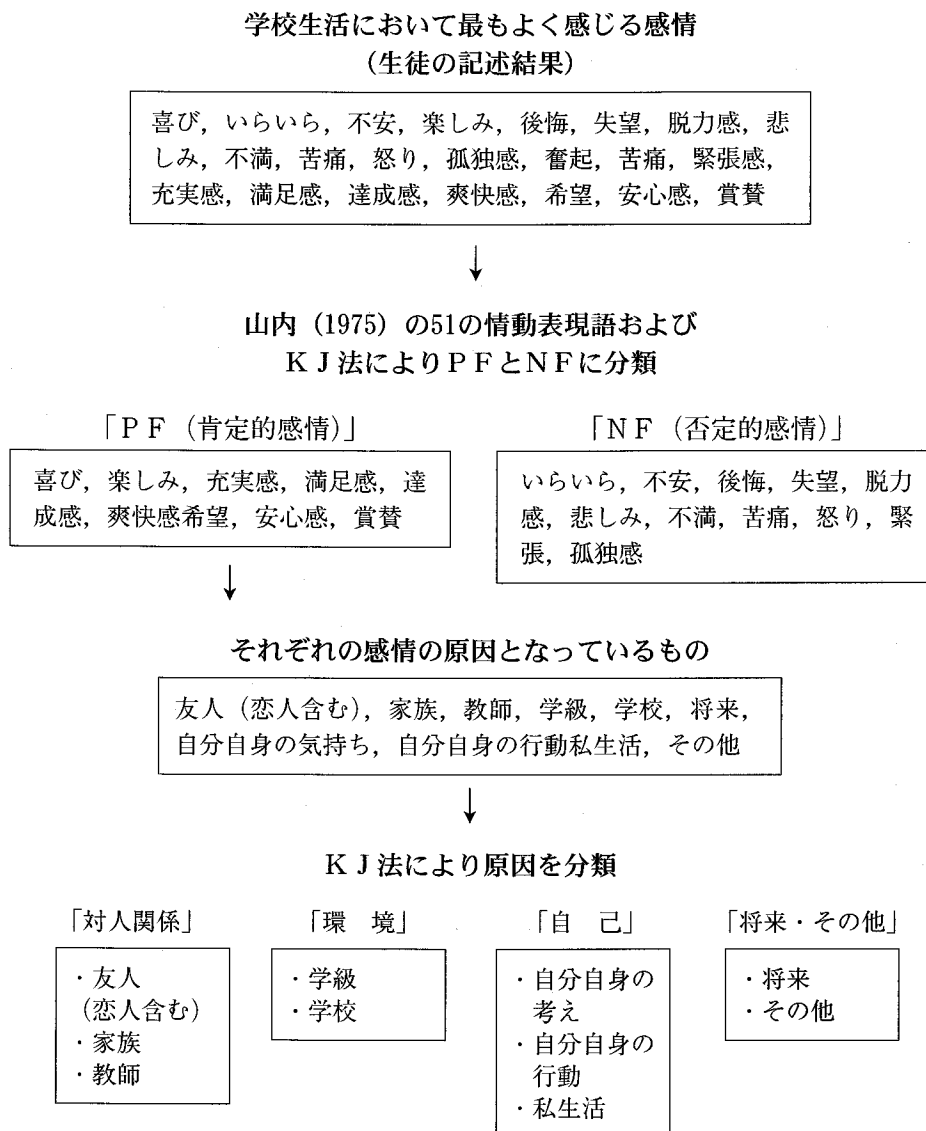 学校生活において最もよく感じる感情
(生徒の記述結果)
喜び，いらいら，不安，楽しみ，後悔，失望，脱力感，悲
しみ，不満，苦痛，怒り，孤独感，奮起，苦痛，緊張感，
充実感，満足感，達成感，爽快感，希望，安心感，賞賛
↓
山内（1975）の51の情動表現語および
ＫＪ法によりＰＦとＮＦに分類
「ＰＦ（肯定的感情）」
喜び，楽しみ，充実感，満足感，達
成感，爽快感希望，安心感，賞賛
「ＮＦ（否定的感情）」
いらいら，不安，後悔，失望，脱力
感，悲しみ，不満，苦痛，怒り，緊
張，孤独感
↓
それぞれの感情の原因となっているもの
友人（恋人含む），家族，教師，学級，学校，将来，
自分自身の気持ち，自分自身の行動私生活，その他
↓
ＫＪ法により原因を分類
「対人関係」
・友人
（恋人含む）
・家族
・教師
「環　境」
・学級
・学校
「自　己」
・自分自身の
考え
・自分自身の
行動
・私生活
「将来・その他」
・将来
・その他